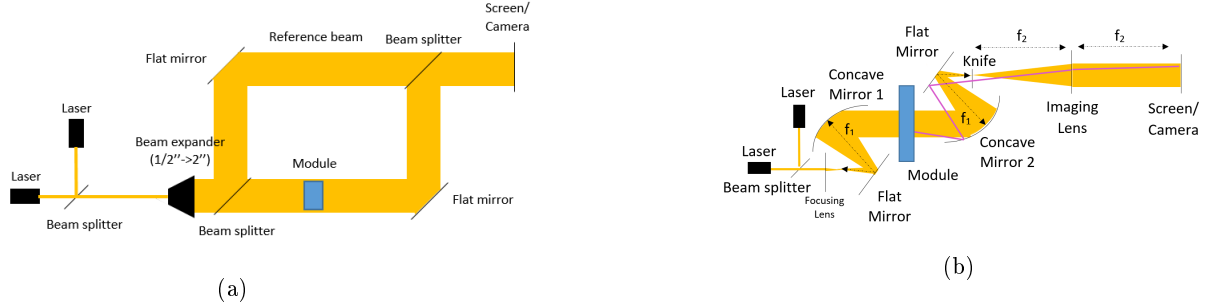 Screen/
Camera
Reference beam
Beam splitter
Flat mirror
Laser
Beam expander
(1/2’’->2’’)
Module
Laser
Beam splitter
Beam splitter
Flat mirror
(a)
Flat
Mirror
f₂
f₂
Knife
Concave
Mirror 1
Laser
f₁
f₁
Imaging
Lens
Screen/
Camera
Concave
Mirror 2
Laser
Module
Beam splitter
Focusing
Lens
Flat
Mirror
(b)